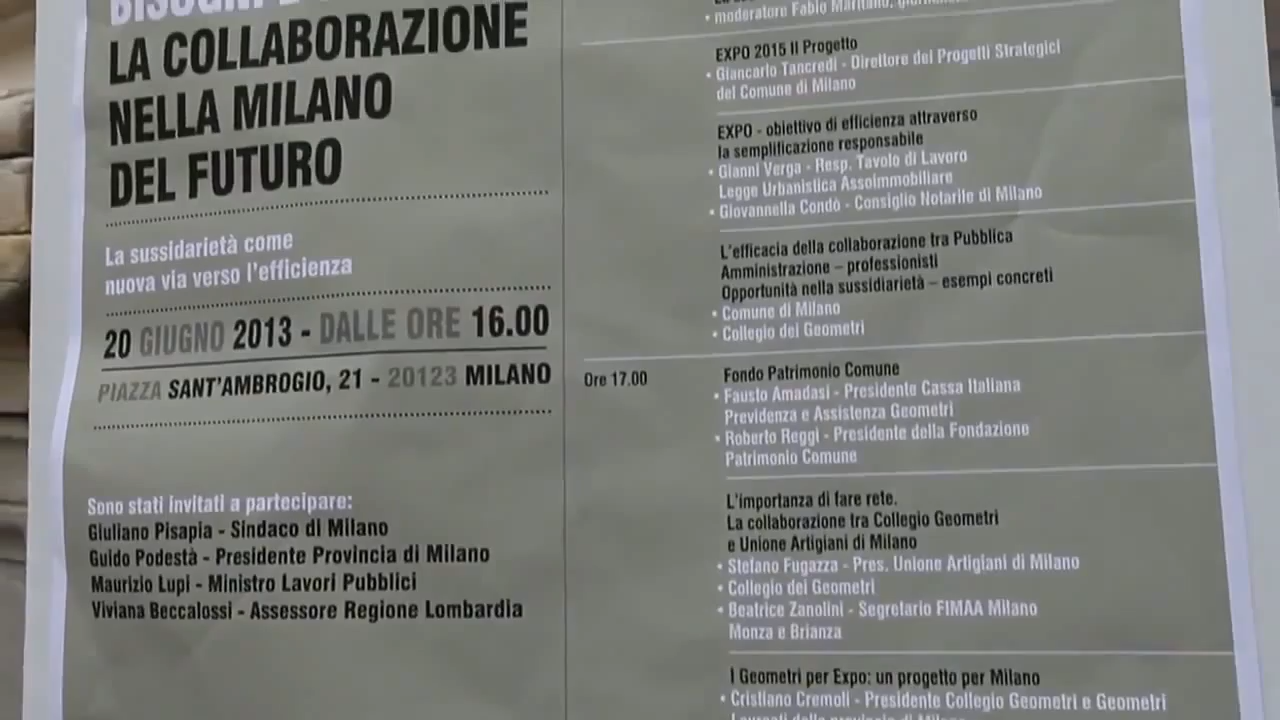 BISOGNI E
LA COLLABORAZIONE
NELLA MILANO
DEL FUTURO
La sussidarietà come
nuova via verso l'efficienza
20 GIUGNO 2013 - DALLE ORE 16.00
PIAZZA SANT'AMBROGIO, 21 - 20123 MILANO
Sono stati invitati a partecipare:
Giuliano Pisapia - Sindaco di Milano
Guido Podestà - Presidente Provincia di Milano
Maurizio Lupi - Ministro Lavori Pubblici
Viviana Beccalossi - Assessore Regione Lombardia
• moderatore Fabio
EXPO 2015 Il Progetto
• Giancarlo Tancredi - Direttore dei Progetti Strategici
del Comune di Milano
EXPO - obiettivo di efficienza attraverso
la semplificazione responsabile
• Gianni Verga - Resp. Tavolo di Lavoro
Legge Urbanistica Assoimmobiliare
• Giovannella Condò - Consiglio Notarile di Milano
L'efficacia della collaborazione tra Pubblica
Amministrazione – professionisti
Opportunità nella sussidiarietà – esempi concreti
• Comune di Milano
• Collegio dei Geometri
Ore 17.00
Fondo Patrimonio Comune
• Fausto Amadasi - Presidente Cassa Italiana
Previdenza e Assistenza Geometri
• Roberto Reggi - Presidente della Fondazione
Patrimonio Comune
L'importanza di fare rete.
La collaborazione tra Collegio Geometri
e Unione Artigiani di Milano
• Stefano Fugazza - Pres. Unione Artigiani di Milano
• Collegio dei Geometri
• Beatrice Zanolini - Segretario FIMAA Milano
Monza e Brianza
I Geometri per Expo: un progetto per Milano
• Cristiano Cremoli - Presidente Collegio Geometri e Geometri
Laureati della provincia di Milano